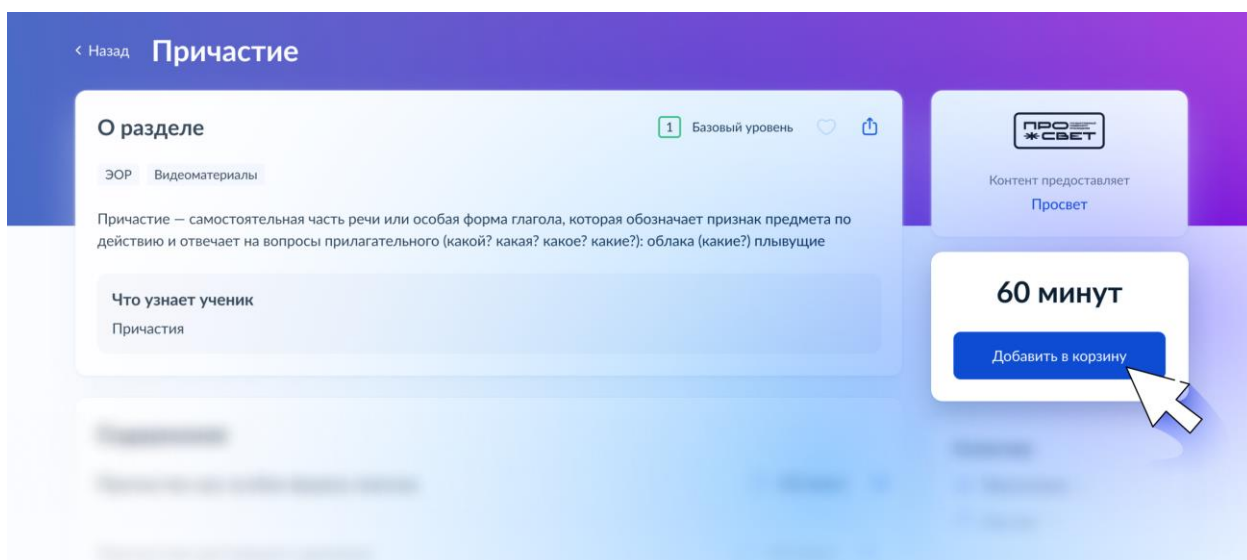 Назад Причастие
О разделе
1 Базовый уровень
ЭОР Видеоматериалы
Причастие — самостоятельная часть речи или особая форма глагола, которая обозначает признак предмета по
действию и отвечает на вопросы прилагательного (какой? какая? какое? какие?): облака (какие?) плывущие
Что узнает ученик
Причастия
ПРО
СВЕТ
Контент предоставляет
Просвет
60 минут
Добавить в корзину